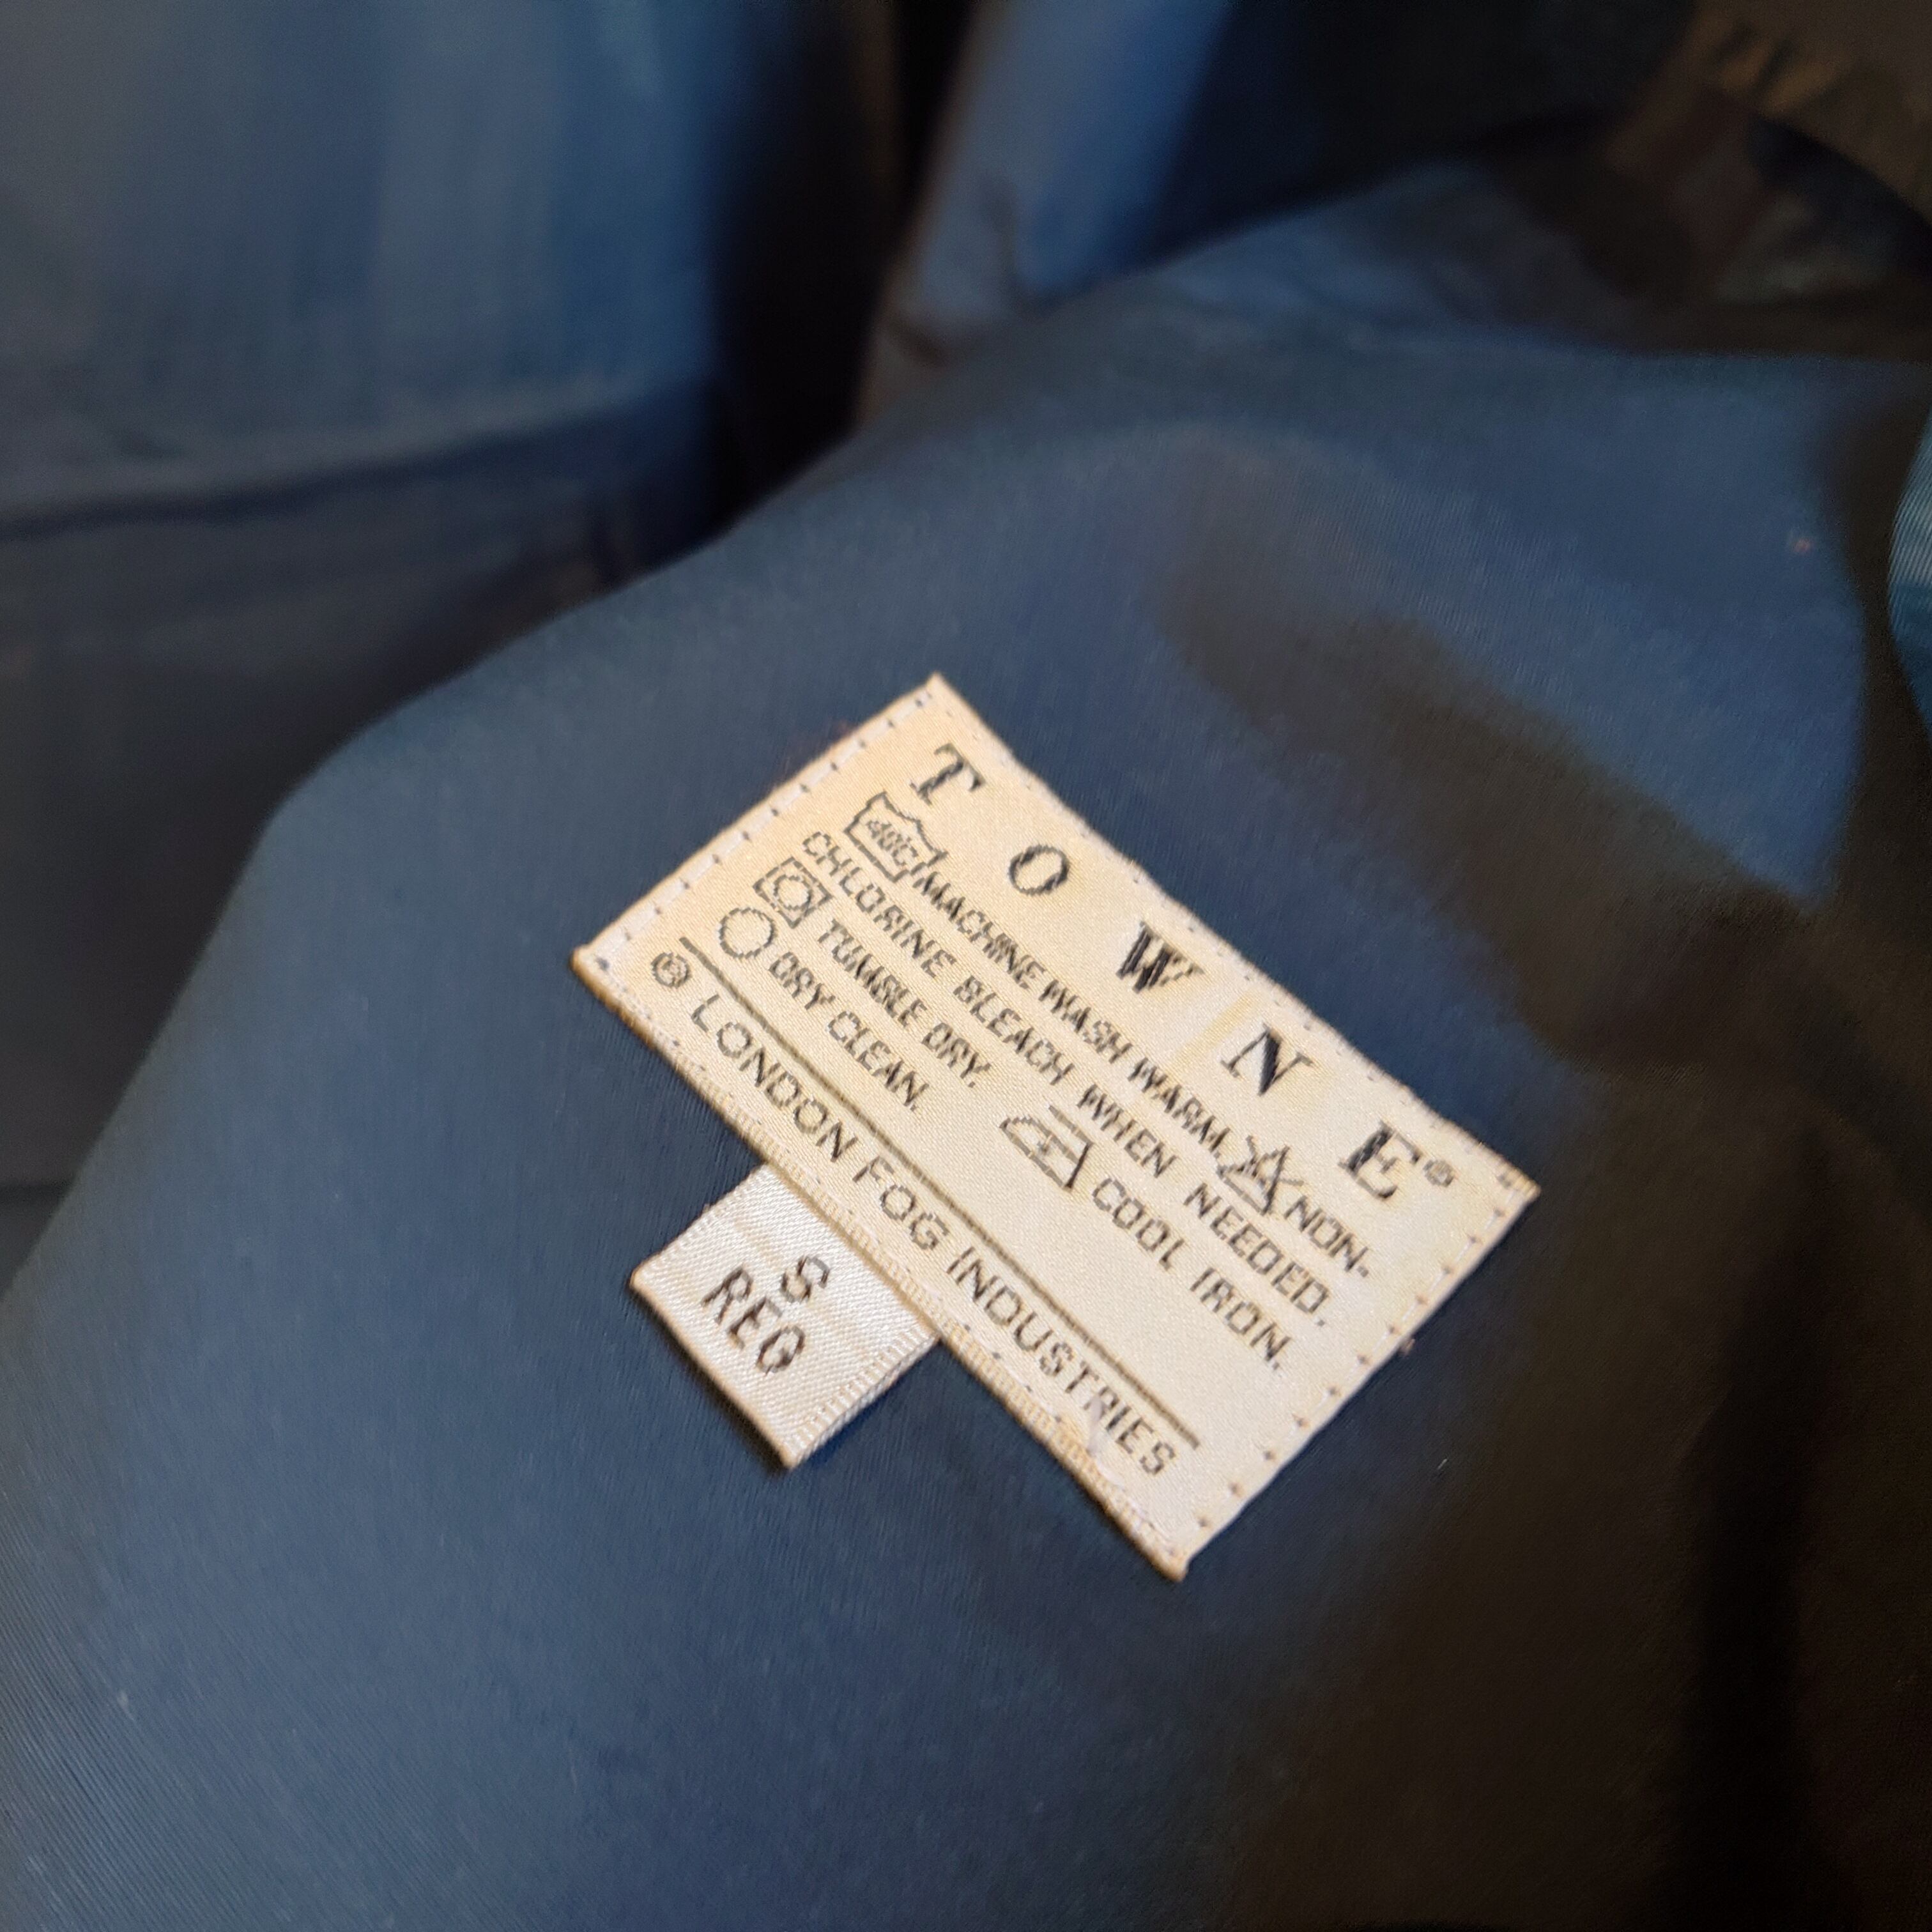 TOWNE®
40°C MACHINE WASH WARM. NON-
CHLORINE BLEACH WHEN NEEDED.
TUMBLE DRY. COOL IRON.
DRY CLEAN.
® LONDON FOG INDUSTRIES
S
REG